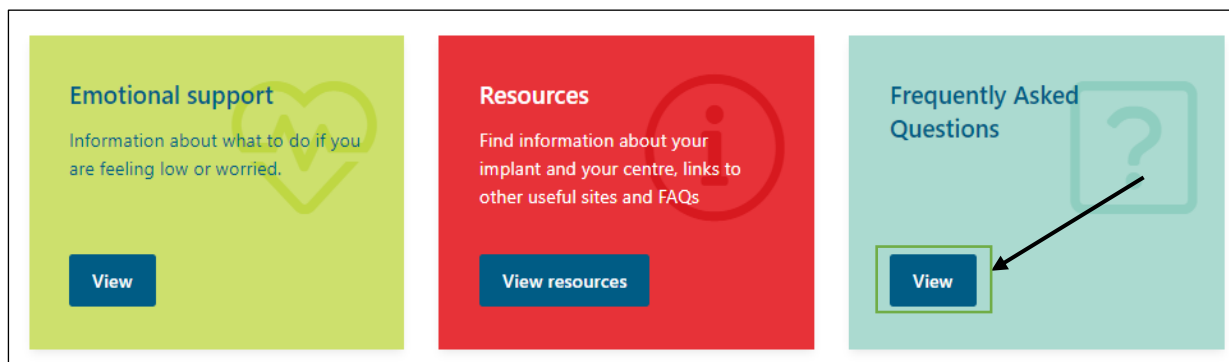 Emotional support
Information about what to do if you
are feeling low or worried.
View
Resources
Find information about your
implant and your centre, links to
other useful sites and FAQs
View resources
Frequently Asked
Questions
?
View